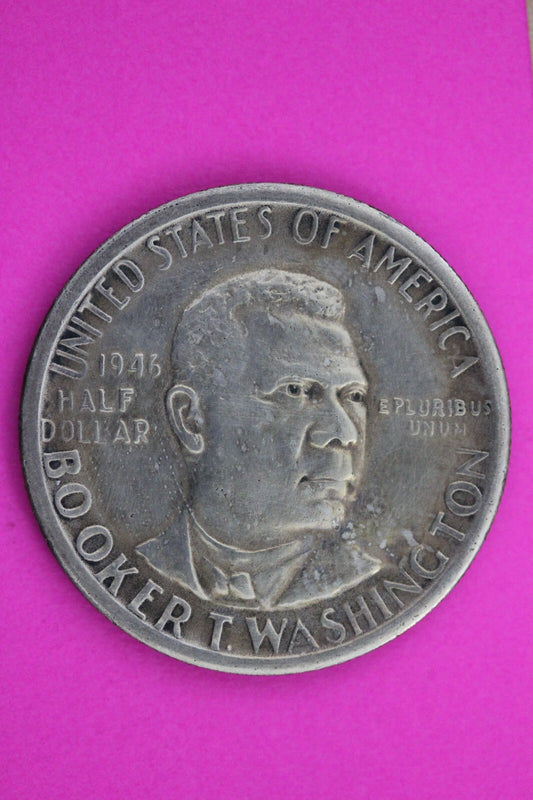 UNITED STATES OF AMERICA
1946
HALF
DOLLAR
E PLURIBUS
UNUM
BOOKER T. WASHINGTON